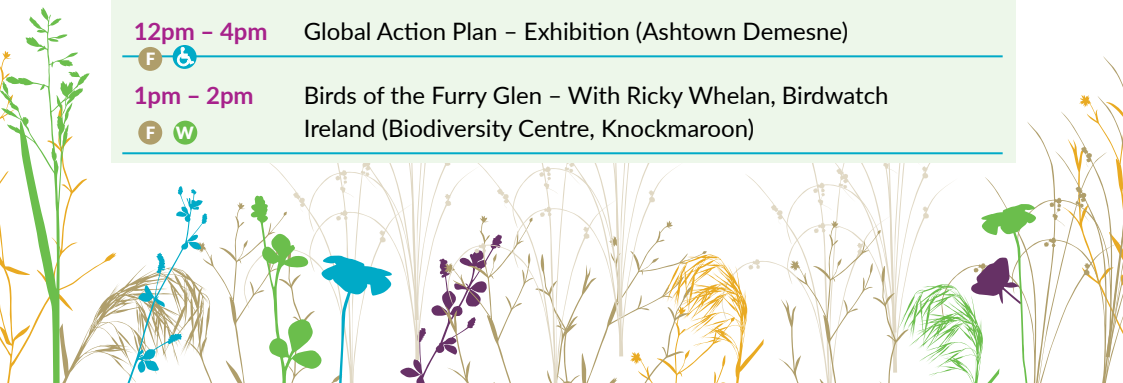 12pm – 4pm Global Action Plan – Exhibition (Ashtown Demesne)
F
1pm – 2pm Birds of the Furry Glen – With Ricky Whelan, Birdwatch
F W Ireland (Biodiversity Centre, Knockmaroon)